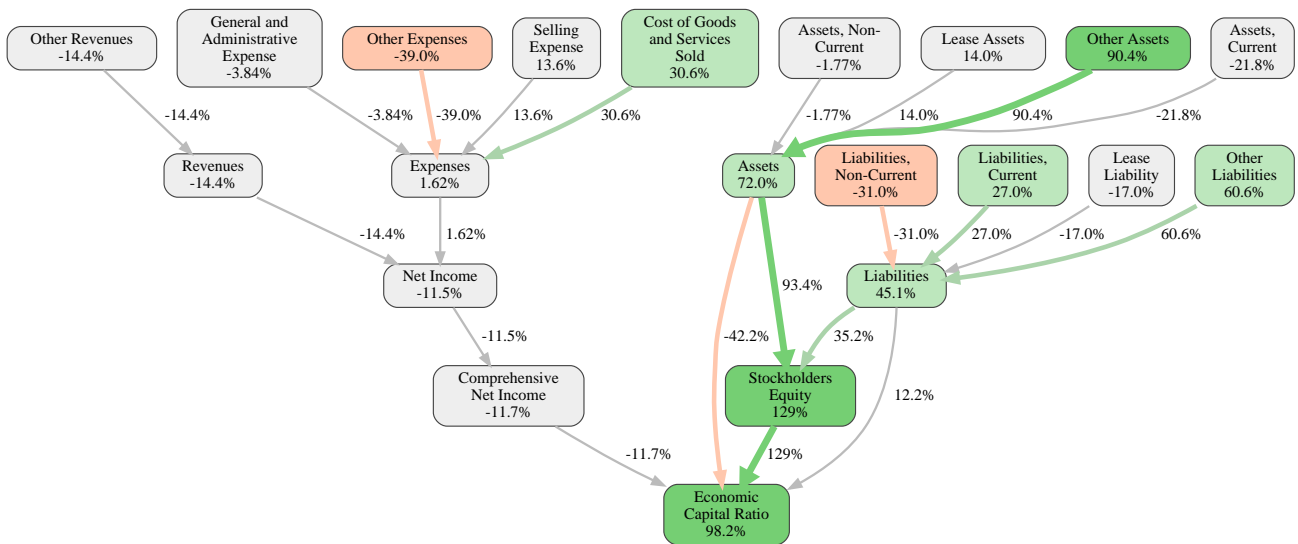 Other Revenues
-14.4%
General and
Administrative
Expense
-3.84%
Other Expenses
-39.0%
Selling
Expense
13.6%
Cost of Goods
and Services
Sold
30.6%
Assets, Non-
Current
-1.77%
Lease Assets
14.0%
Other Assets
90.4%
Assets,
Current
-21.8%
-14.4%
-3.84%
-39.0%
13.6%
30.6%
-1.77%
14.0%
90.4%
-21.8%
Revenues
-14.4%
Expenses
1.62%
Assets
72.0%
Liabilities,
Non-Current
-31.0%
Liabilities,
Current
27.0%
Lease
Liability
-17.0%
Other
Liabilities
60.6%
-14.4%
1.62%
-31.0%
27.0%
-17.0%
60.6%
Net Income
-11.5%
93.4%
Liabilities
45.1%
-11.5%
-42.2%
35.2%
Comprehensive
Net Income
-11.7%
Stockholders
Equity
129%
12.2%
-11.7%
129%
Economic
Capital Ratio
98.2%